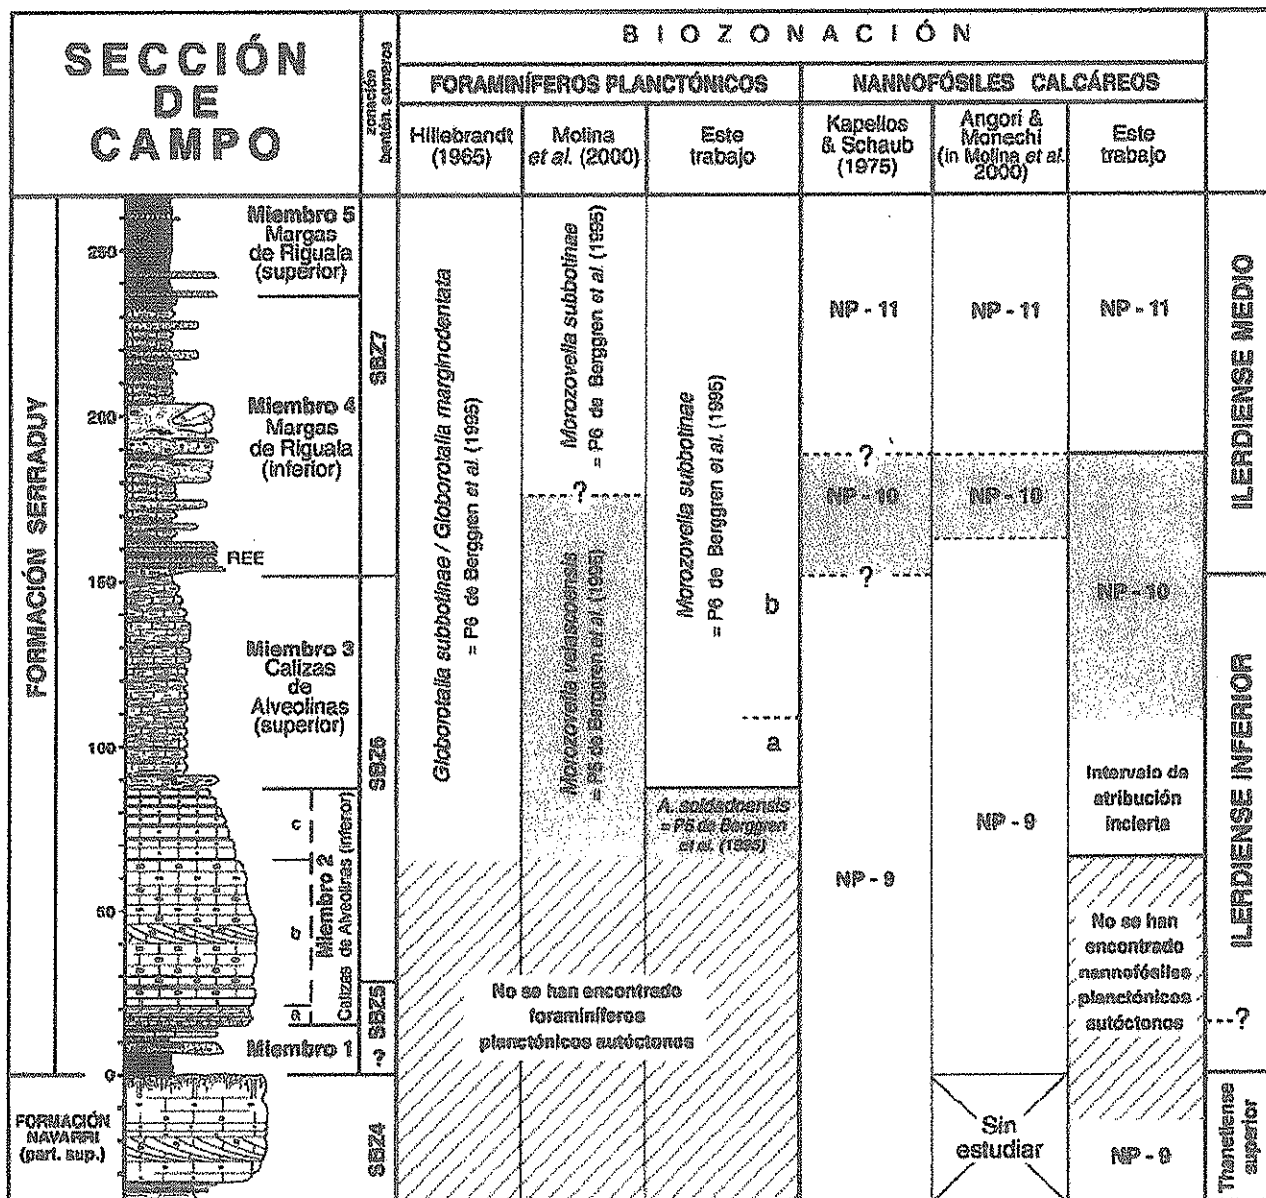 SECCIÓN
DE
CAMPO
zonación
bentón. someros
BIOZONACIÓN
FORAMINÍFEROS PLANCTÓNICOS
NANNOFÓSILES CALCÁREOS
Hillebrandt
(1965)
Molina
et al. (2000)
Este
trabajo
Kapellos
& Schaub
(1975)
Angori &
Monechi
(in Molina et al.
2000)
Este
trabajo
FORMACIÓN SERRADUY
FORMACIÓN
NAVARRI
(part. sup.)
250
200
150
100
50
0
REE
Miembro 5
Margas
de Riguala
(superior)
Miembro 4
Margas
de Riguala
(inferior)
Miembro 3
Calizas
de
Alveolinas
(superior)
c
a
Miembro 2
Calizas de Alveolinas (inferior)
Miembro 1
SBZ7
SBZ6
SBZ5
?
SBZ4
Globorotalia subbotinae / Globorotalia marginodentata
= P6 de Berggren et al. (1995)
Morozovella subbotinae
= P6 de Berggren et al. (1995)
?
Morozovella velascoensis
= P5 de Berggren et al. (1995)
Morozovella subbotinae
= P6 de Berggren et al. (1995)
b
a
A. soldadoensis
et al. (1995)
No se han encontrado
foraminíferos
planctónicos autóctonos
NP - 11
?
NP - 10
?
NP - 9
NP - 11
NP - 10
NP - 9
Sin
estudiar
NP - 11
NP - 10
Intervalo de
atribución
incierta
No se han
encontrado
nannofósiles
planctónicos
autóctonos
NP - 9
ILERDIENSE MEDIO
ILERDIENSE INFERIOR
?
Thanetiense
superior